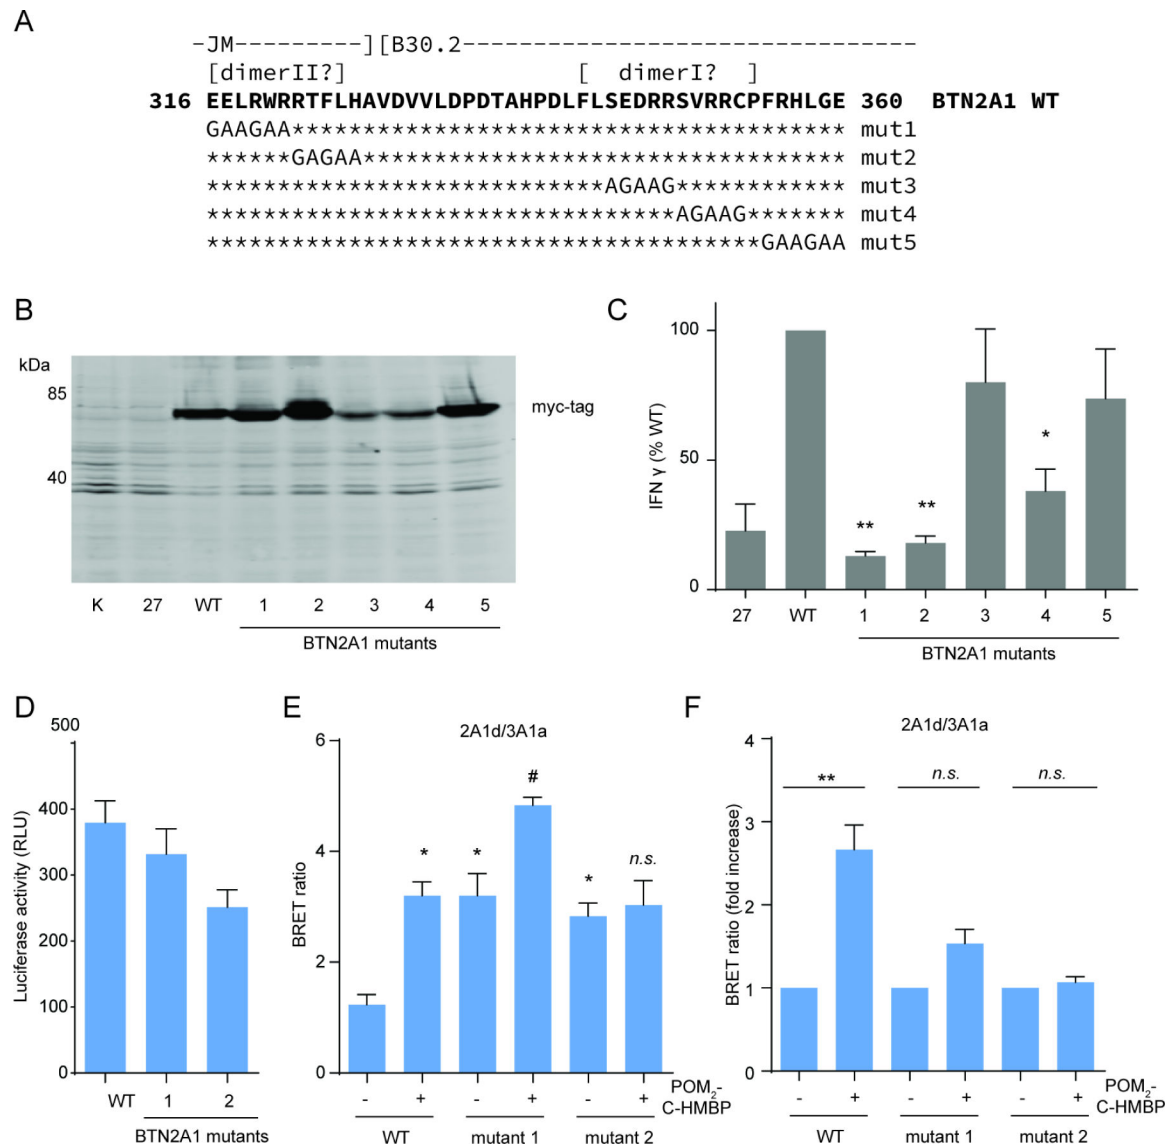 A
-JM---------][B30.2--------------------------------
[dimerII?] [ dimerI? ]
316 EELRWRRTFLHAVDVVLDPDTAHPDLFLSEDRRSVRRCPFRHLGE 360 BTN2A1 WT
GAAGAA*************************************** mut1
******GAGAA********************************** mut2
****************************AGAAG************ mut3
*********************************AGAAG******* mut4
***************************************GAAGAA mut5
B
kDa
85
40
myc-tag
K 27 WT 1 2 3 4 5
BTN2A1 mutants
C
IFN γ (% WT)
100
50
0
** ** *
27 WT 1 2 3 4 5
BTN2A1 mutants
D
Luciferase activity (RLU)
500
400
300
200
100
0
WT 1 2
BTN2A1 mutants
E
2A1d/3A1a
BRET ratio
6
4
2
0
* * # * n.s.
- + - + - + POM2-
C-HMBP
WT mutant 1 mutant 2
F
2A1d/3A1a
BRET ratio (fold increase)
4
3
2
1
0
** n.s. n.s.
- + - + - + POM2-
C-HMBP
WT mutant 1 mutant 2